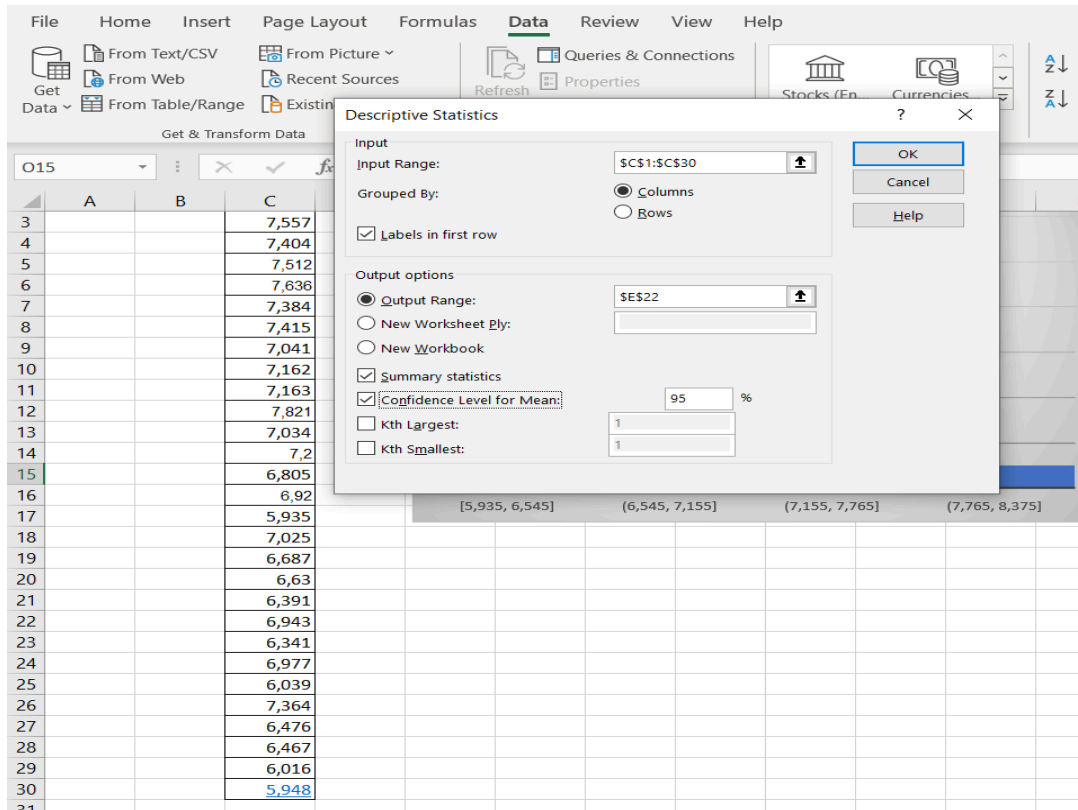 File Home Insert Page Layout Formulas Data Review View Help
From Text/CSV From Picture Queries & Connections
From Web Recent Sources Properties
Get Data From Table/Range Existin Refresh Stocks (En... Currencies...
Get & Transform Data
Descriptive Statistics ? ×
Input
Input Range: $C$1:$C$30 OK
Grouped By: Columns Cancel
Rows Help
Labels in first row
Output options
Output Range: $E$22
New Worksheet Ply:
New Workbook
Summary statistics
Confidence Level for Mean: 95 %
Kth Largest: 1
Kth Smallest: 1
O15 fx
A B C
3 7,557
4 7,404
5 7,512
6 7,636
7 7,384
8 7,415
9 7,041
10 7,162
11 7,163
12 7,821
13 7,034
14 7,2
15 6,805
16 6,92
17 5,935
18 7,025
19 6,687
20 6,63
21 6,391
22 6,943
23 6,341
24 6,977
25 6,039
26 7,364
27 6,476
28 6,467
29 6,016
30 5,948
31
[5,935, 6,545] (6,545, 7,155] (7,155, 7,765] (7,765, 8,375]